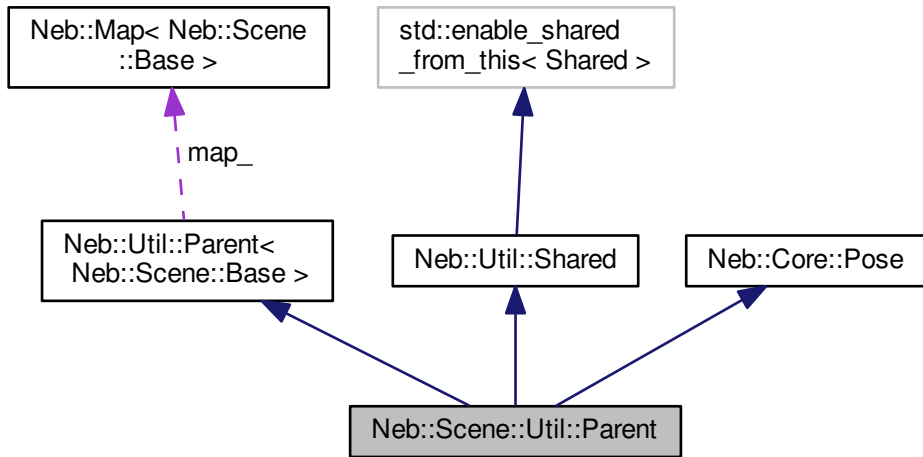 Neb::Map< Neb::Scene
::Base >
std::enable_shared
_from_this< Shared >
map_
Neb::Util::Parent<
Neb::Scene::Base >
Neb::Util::Shared
Neb::Core::Pose
Neb::Scene::Util::Parent